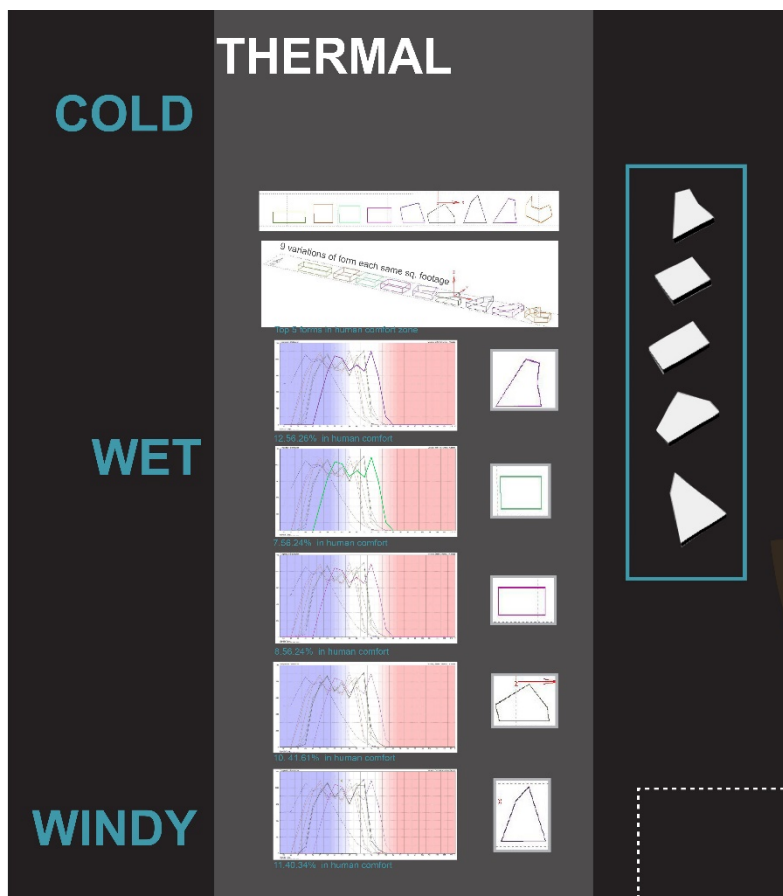 THERMAL
COLD
9 variations of form each same sq. footage
Top 5 forms in human comfort zone
12.56.26% in human comfort
WET
7.56.24% in human comfort
8.56.24% in human comfort
10. 41.61% in human comfort
WINDY
11.40.34% in human comfort